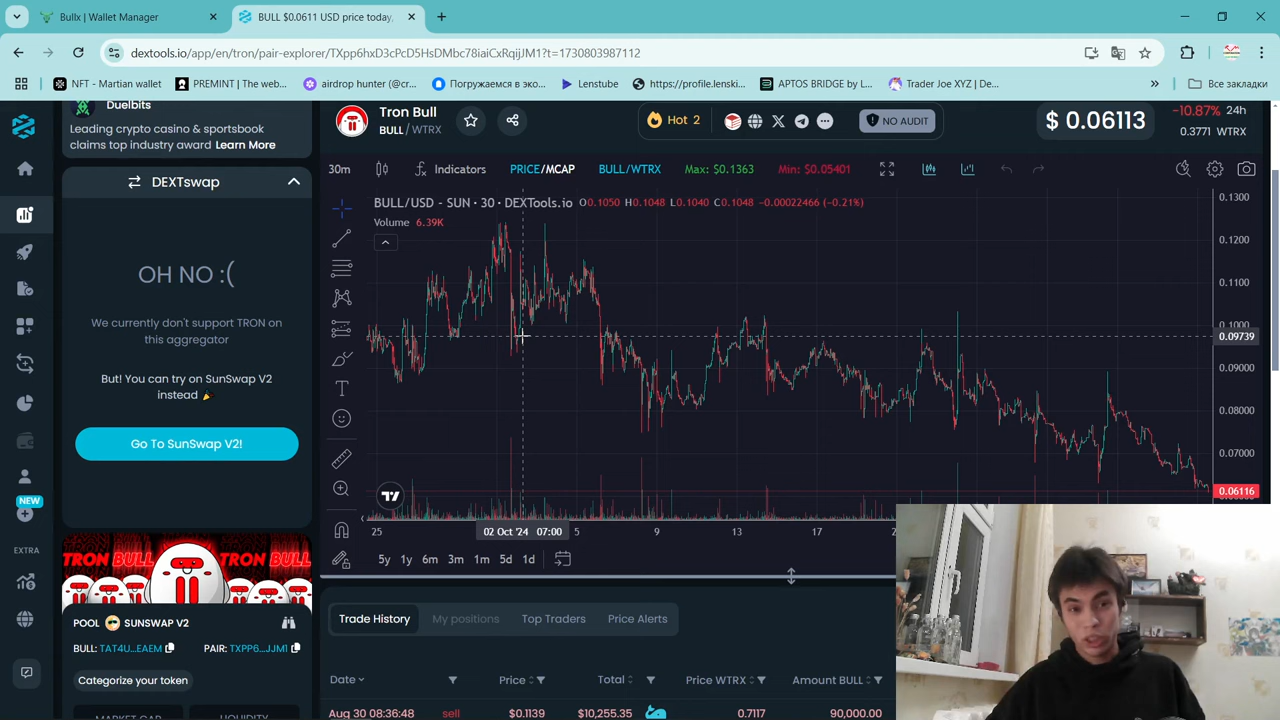 Bullx | Wallet Manager
BULL $0.0611 USD price today,
dextools.io/app/en/tron/pair-explorer/TXpp6hxD3cPcD5HsDMbc78iaiCxRqijJM1?t=1730803987112
NFT - Martian wallet
PREMINT | The web...
airdrop hunter (@cr...
Погружаемся в эко...
Lenstube
https://profile.lenski...
APTOS BRIDGE by L...
Trader Joe XYZ | De...
Все закладки
Duelbits
Leading crypto casino & sportsbook
claims top industry award Learn More
Tron Bull
BULL / WTRX
Hot 2
NO AUDIT
$ 0.06113
-10.87% 24h
0.3771 WTRX
DEXTswap
30m
Indicators
PRICE/MCAP
BULL/WTRX
Max: $0.1363
Min: $0.05401
BULL/USD - SUN · 30 · DEXTools.io O0.1050 H0.1048 L0.1040 C0.1048 -0.00022466 (-0.21%)
Volume 6.39K
OH NO :(
We currently don't support TRON on
this aggregator
But! You can try on SunSwap V2
instead
Go To SunSwap V2!
0.1300
0.1200
0.1100
0.1000
0.09739
0.09000
0.08000
0.07000
0.06116
25
02 Oct '24 07:00
5
9
13
17
5y 1y 6m 3m 1m 5d 1d
NEW
EXTRA
TRON
BULL
POOL SUNSWAP V2
BULL: TAT4U...EAEM
PAIR: TXPP6...JJM1
Categorize your token
MARKET CAP
LIQUIDITY
Trade History
My positions
Top Traders
Price Alerts
Date
Price
Total
Price WTRX
Amount BULL
Aug 30 08:36:48
sell
$0.1139
$10,255.35
0.7117
90,000.00